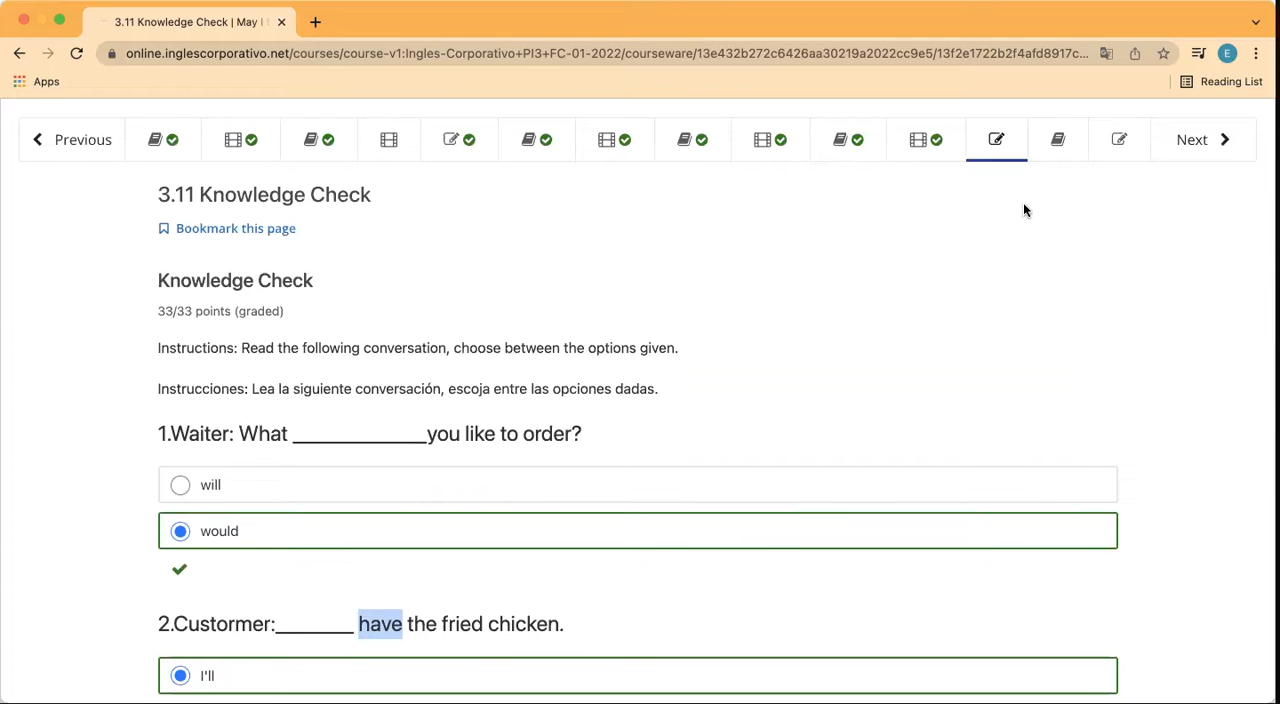 3.11 Knowledge Check | May I
online.inglescorporativo.net/courses/course-v1:Ingles-Corporativo+PI3+FC-01-2022/courseware/13e432b272c6426aa30219a2022cc9e5/13f2e1722b2f4afd8917c...
E
Apps
Reading List
Previous
Next
3.11 Knowledge Check
Bookmark this page
Knowledge Check
33/33 points (graded)
Instructions: Read the following conversation, choose between the options given.
Instrucciones: Lea la siguiente conversación, escoja entre las opciones dadas.
1.Waiter: What ____________you like to order?
will
would
2.Custormer:_______ have the fried chicken.
I'll